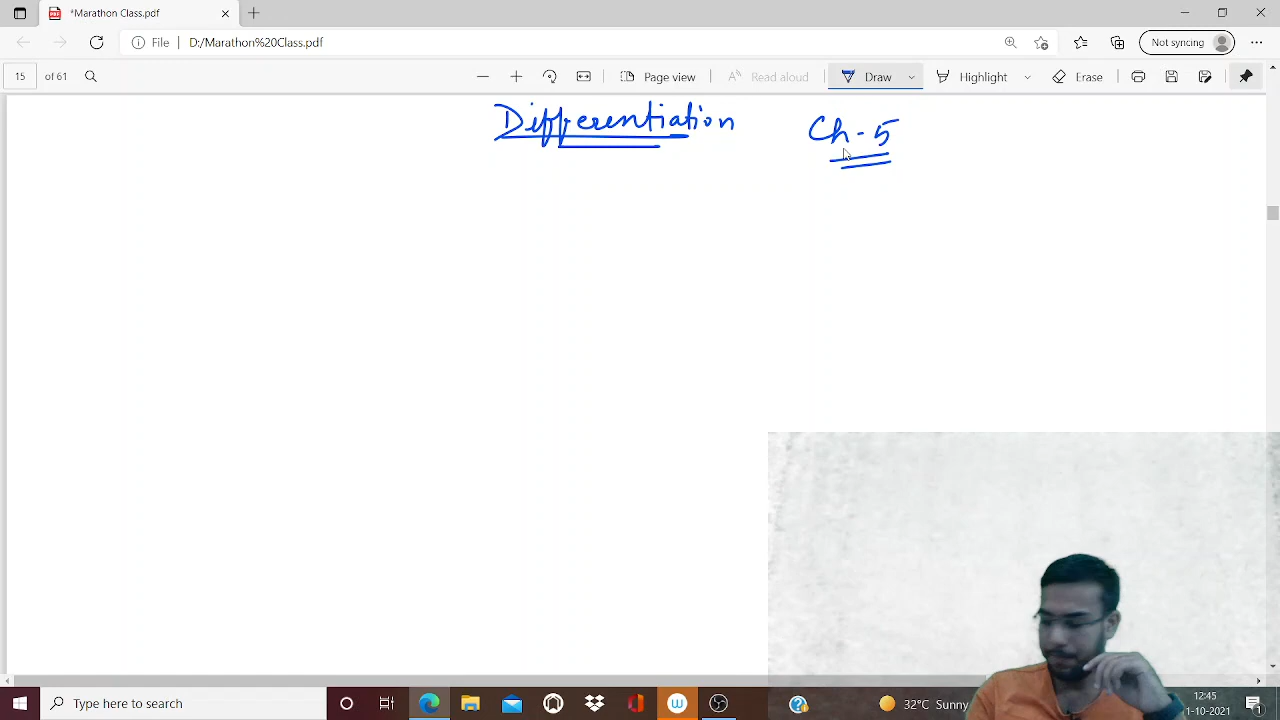 *Marathon Class.pdf
File D:/Marathon%20Class.pdf Not syncing
15 of 61 Page view Read aloud Draw Highlight Erase
Differentiation Ch-5
Type here to search 32°C Sunny 12:45
1-10-2021